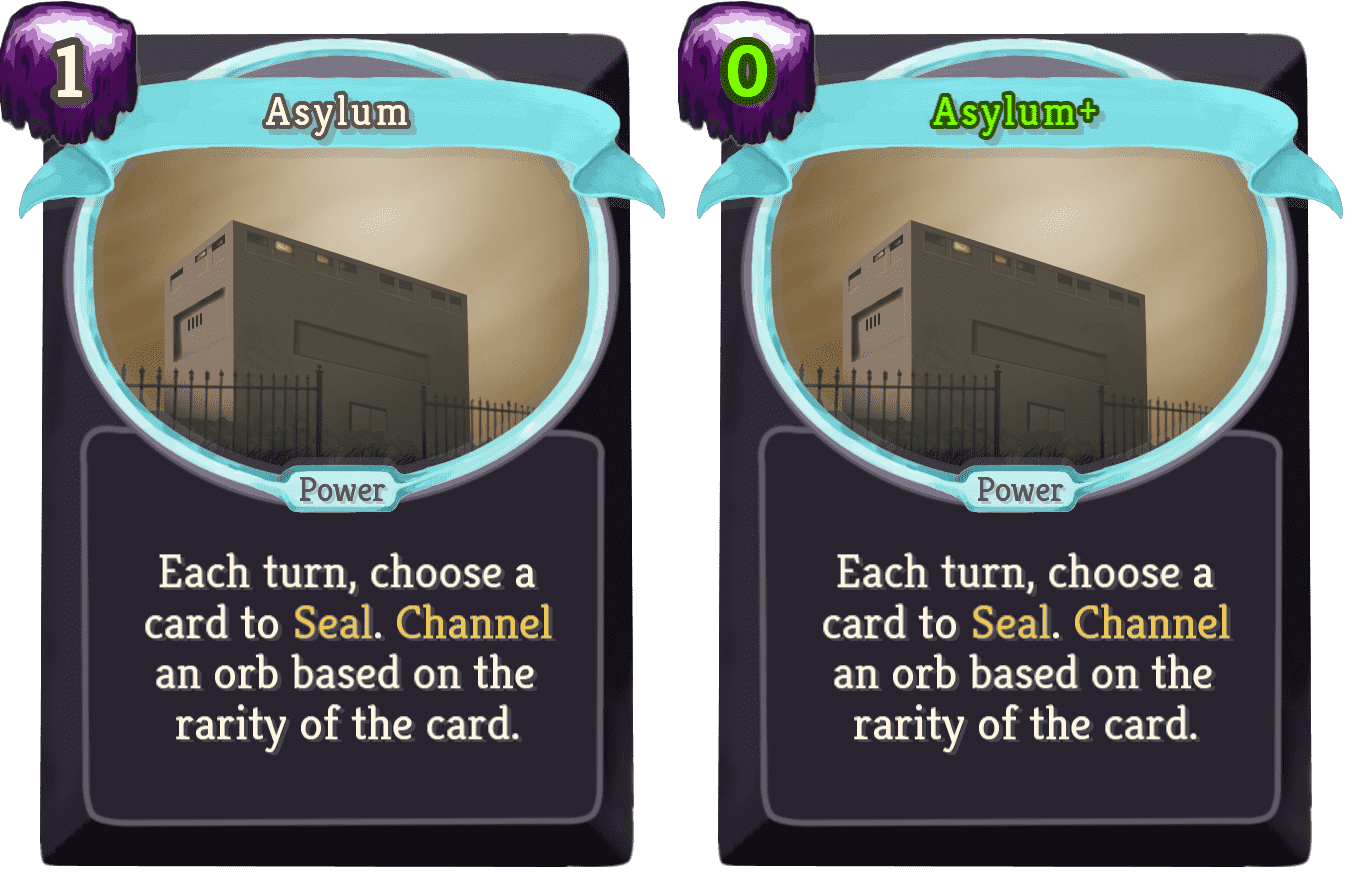 1
Asylum
Power
Each turn, choose a
card to Seal. Channel
an orb based on the
rarity of the card.
0
Asylum+
Power
Each turn, choose a
card to Seal. Channel
an orb based on the
rarity of the card.